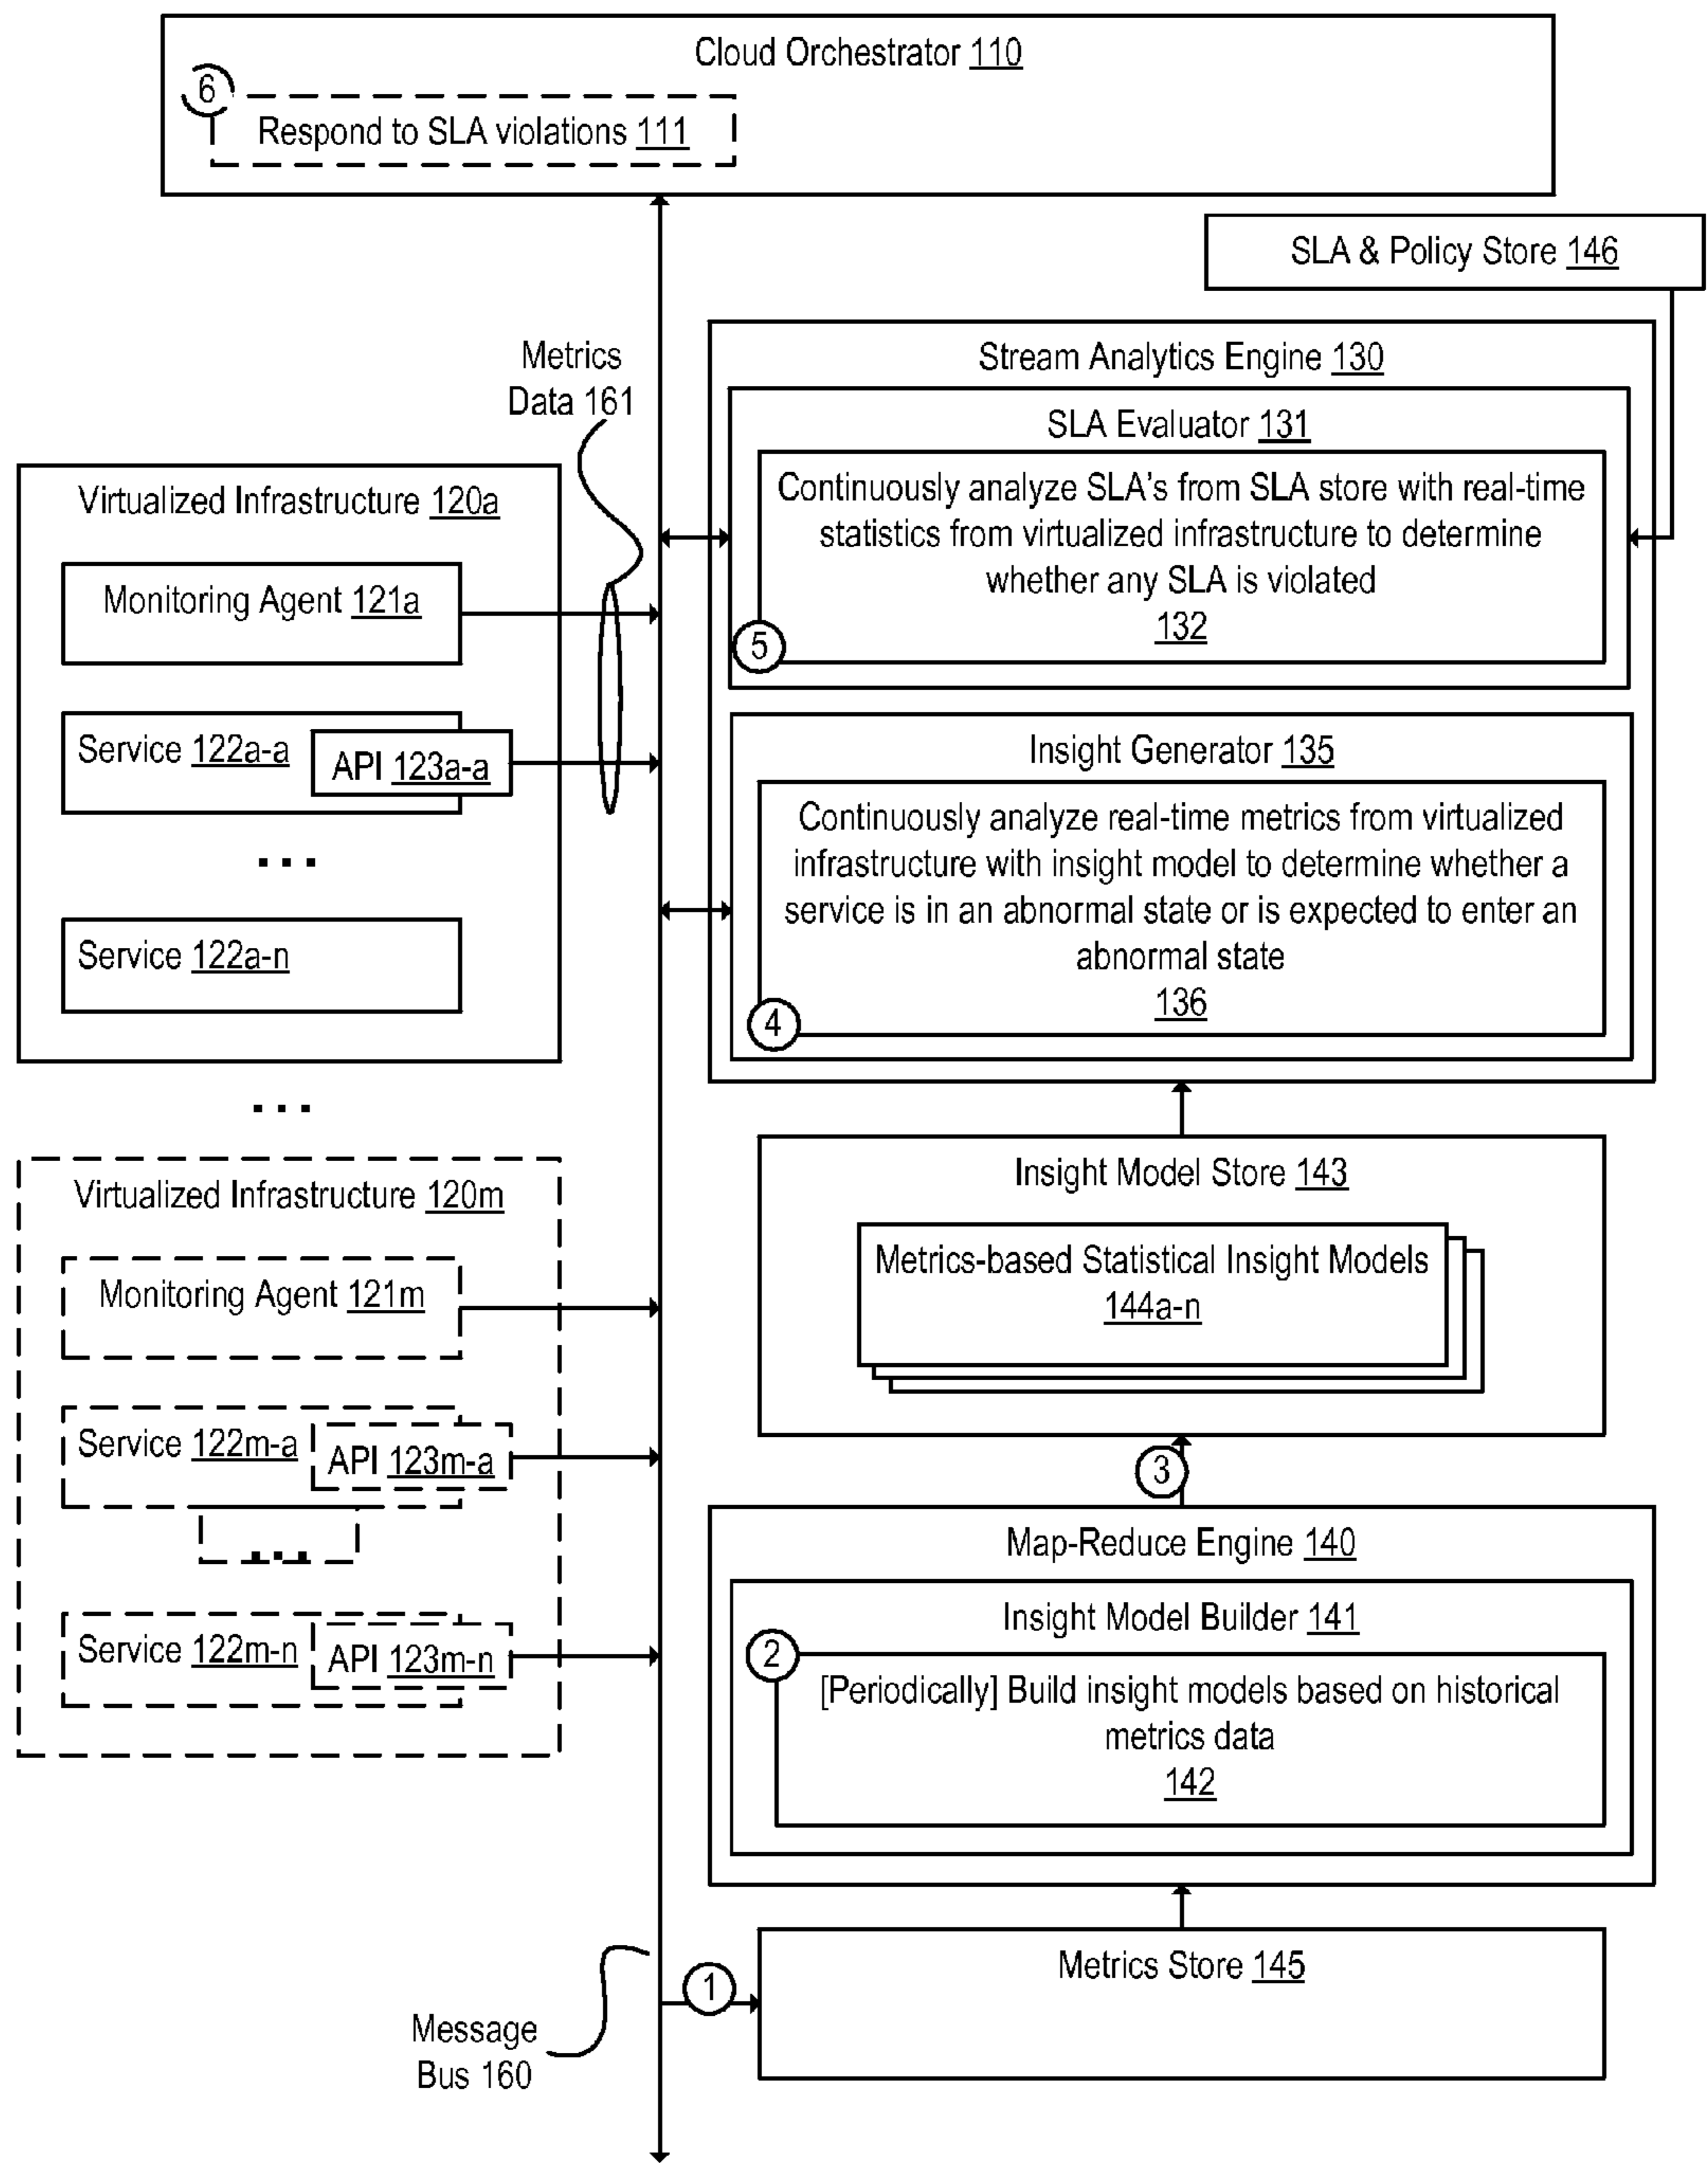 Cloud Orchestrator 110
6
Respond to SLA violations 111
SLA & Policy Store 146
Metrics
Data 161
Stream Analytics Engine 130
SLA Evaluator 131
Continuously analyze SLA's from SLA store with real-time
statistics from virtualized infrastructure to determine
whether any SLA is violated
132
5
Virtualized Infrastructure 120a
Monitoring Agent 121a
Service 122a-a
API 123a-a
...
Service 122a-n
Insight Generator 135
Continuously analyze real-time metrics from virtualized
infrastructure with insight model to determine whether a
service is in an abnormal state or is expected to enter an
abnormal state
136
4
...
Virtualized Infrastructure 120m
Monitoring Agent 121m
Service 122m-a
API 123m-a
...
Service 122m-n
API 123m-n
Insight Model Store 143
Metrics-based Statistical Insight Models
144a-n
3
Map-Reduce Engine 140
Insight Model Builder 141
2
[Periodically] Build insight models based on historical
metrics data
142
Metrics Store 145
1
Message
Bus 160